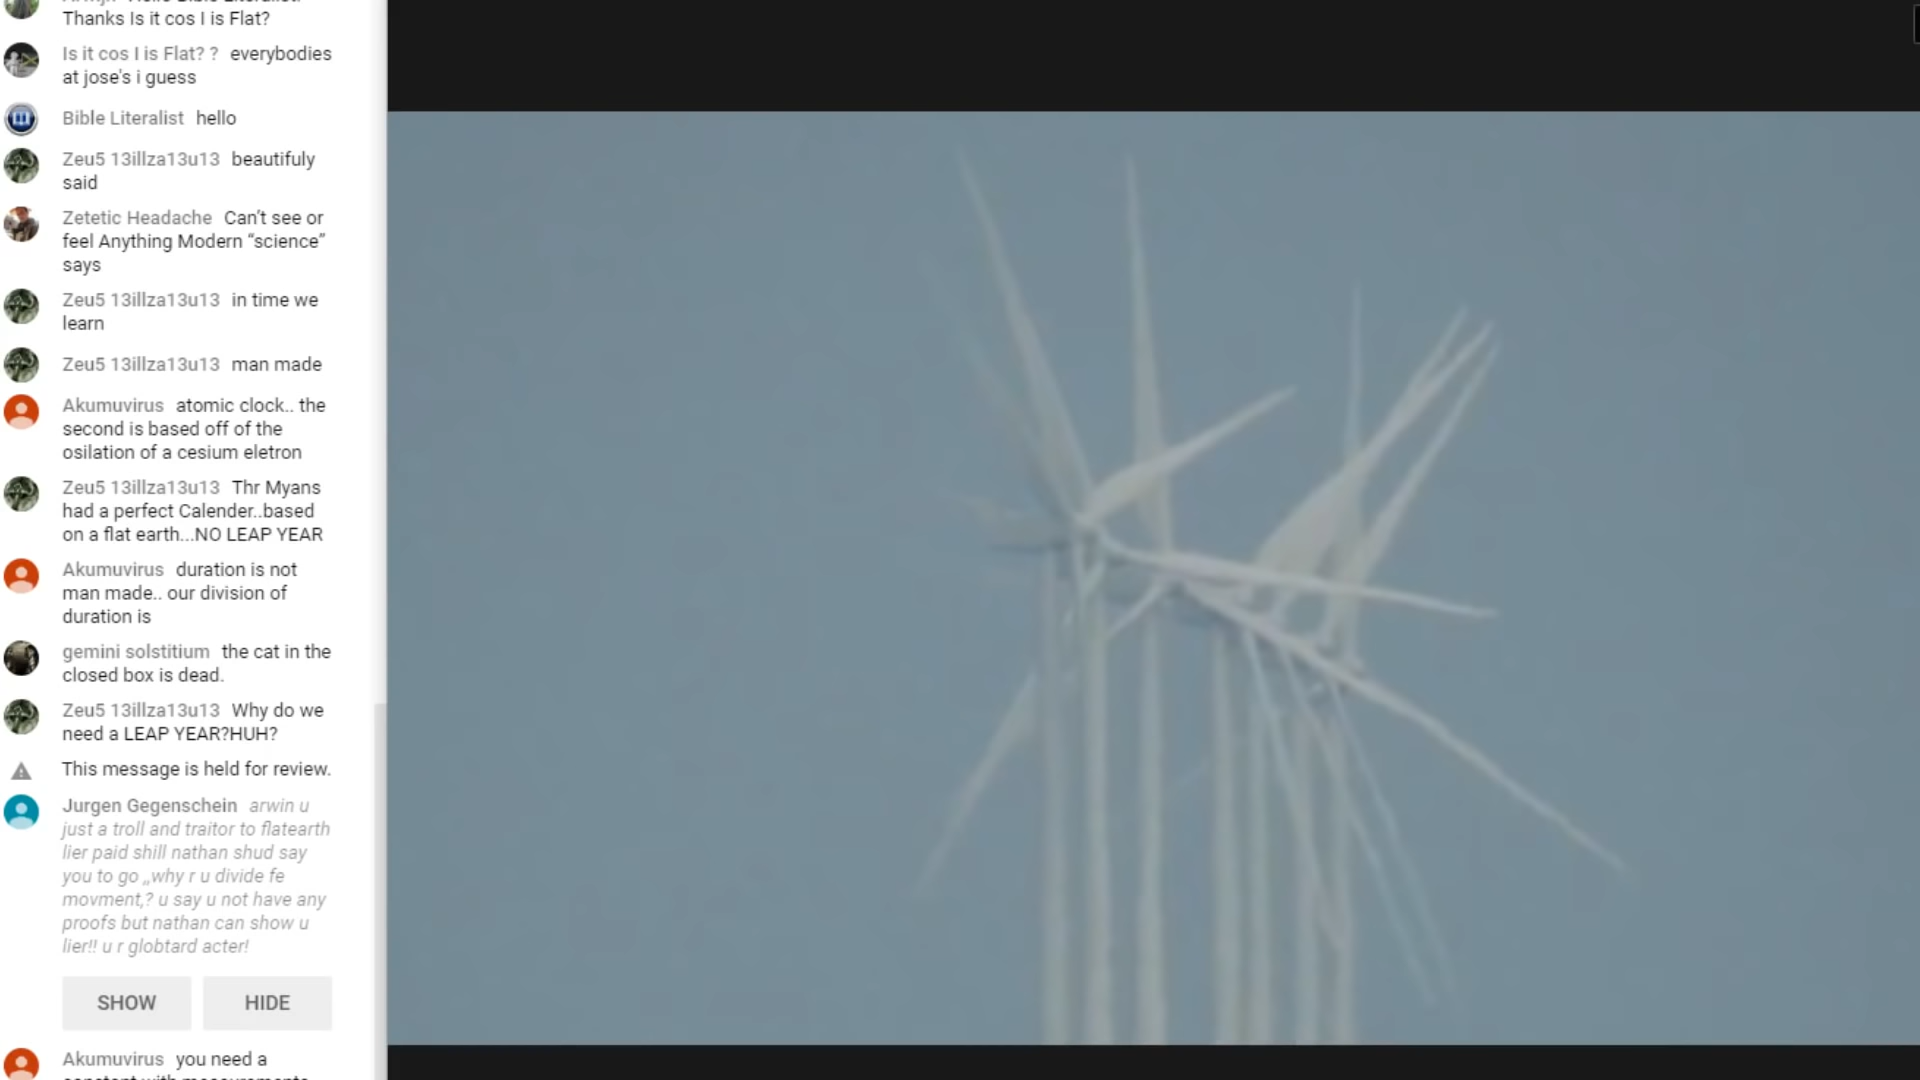 Thanks Is it cos I is Flat?
Is it cos I is Flat? ? everybodies
at jose's i guess
Bible Literalist hello
Zeu5 13illza13u13 beautifuly
said
Zetetic Headache Can't see or
feel Anything Modern “science”
says
Zeu5 13illza13u13 in time we
learn
Zeu5 13illza13u13 man made
Akumuvirus atomic clock.. the
second is based off of the
osilation of a cesium eletron
Zeu5 13illza13u13 Thr Myans
had a perfect Calender..based
on a flat earth...NO LEAP YEAR
Akumuvirus duration is not
man made.. our division of
duration is
gemini solstitium the cat in the
closed box is dead.
Zeu5 13illza13u13 Why do we
need a LEAP YEAR?HUH?
This message is held for review.
Jurgen Gegenschein arwin u
just a troll and traitor to flatearth
lier paid shill nathan shud say
you to go ,,why r u divide fe
movment,? u say u not have any
proofs but nathan can show u
lier!! u r globtard acter!
SHOW HIDE
Akumuvirus you need a
constant with measurements